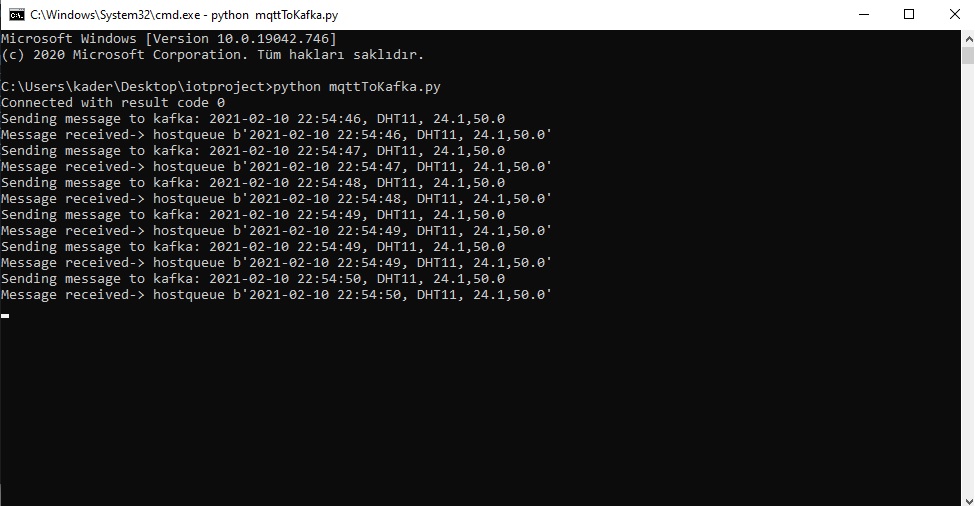 C:\Windows\System32\cmd.exe - python  mqttToKafka.py
Microsoft Windows [Version 10.0.19042.746]
(c) 2020 Microsoft Corporation. Tüm hakları saklıdır.
C:\Users\kader\Desktop\iotproject>python mqttToKafka.py
Connected with result code 0
Sending message to kafka: 2021-02-10 22:54:46, DHT11, 24.1,50.0
Message received-> hostqueue b'2021-02-10 22:54:46, DHT11, 24.1,50.0'
Sending message to kafka: 2021-02-10 22:54:47, DHT11, 24.1,50.0
Message received-> hostqueue b'2021-02-10 22:54:47, DHT11, 24.1,50.0'
Sending message to kafka: 2021-02-10 22:54:48, DHT11, 24.1,50.0
Message received-> hostqueue b'2021-02-10 22:54:48, DHT11, 24.1,50.0'
Sending message to kafka: 2021-02-10 22:54:49, DHT11, 24.1,50.0
Message received-> hostqueue b'2021-02-10 22:54:49, DHT11, 24.1,50.0'
Sending message to kafka: 2021-02-10 22:54:49, DHT11, 24.1,50.0
Message received-> hostqueue b'2021-02-10 22:54:49, DHT11, 24.1,50.0'
Sending message to kafka: 2021-02-10 22:54:50, DHT11, 24.1,50.0
Message received-> hostqueue b'2021-02-10 22:54:50, DHT11, 24.1,50.0'